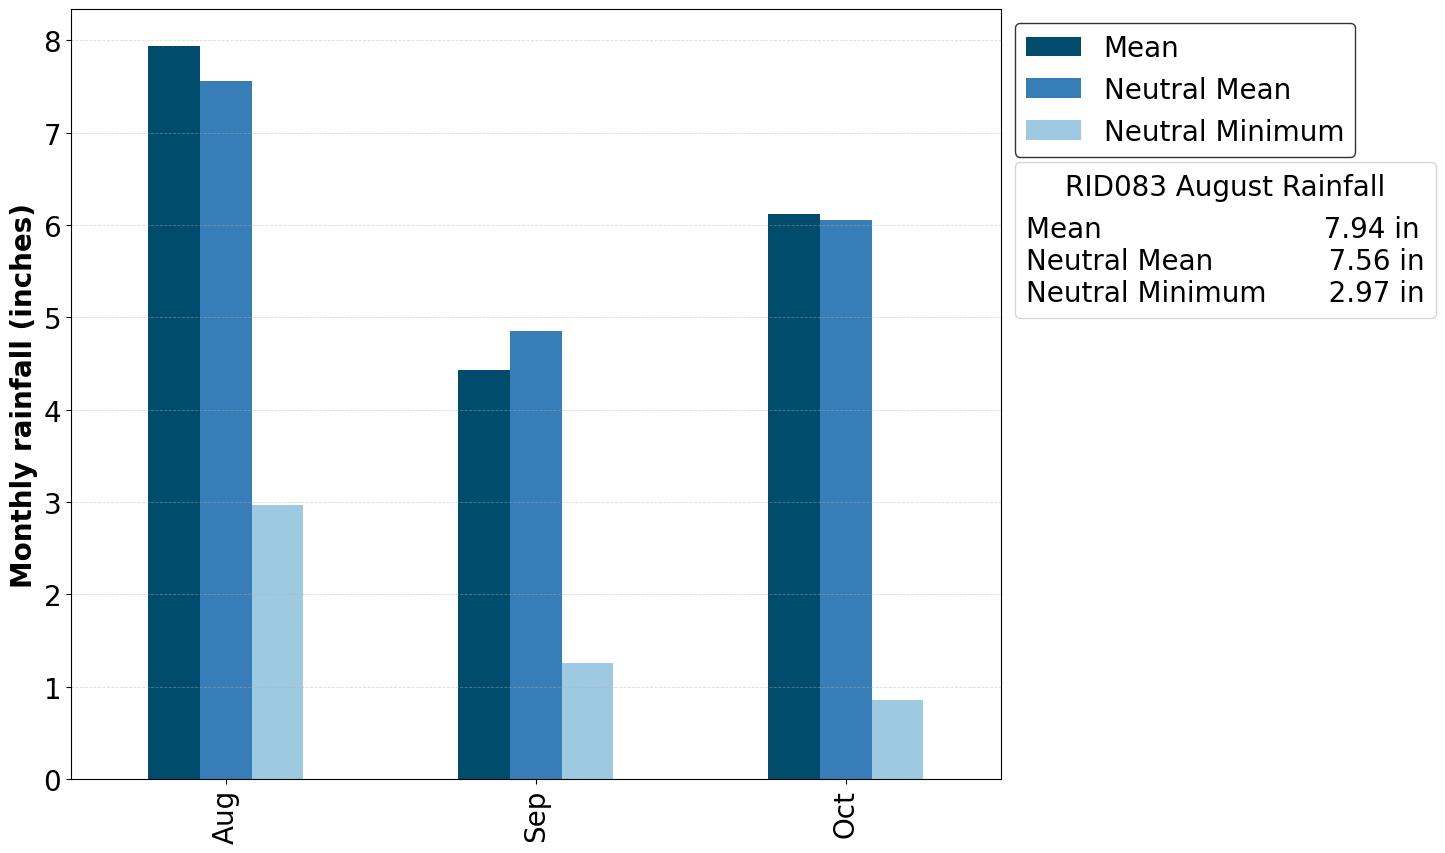 Monthly rainfall (inches)
8
7
6
5
4
3
2
1
0
Aug
Sep
Oct
Mean
Neutral Mean
Neutral Minimum
RID083 August Rainfall
Mean 7.94 in
Neutral Mean 7.56 in
Neutral Minimum 2.97 in